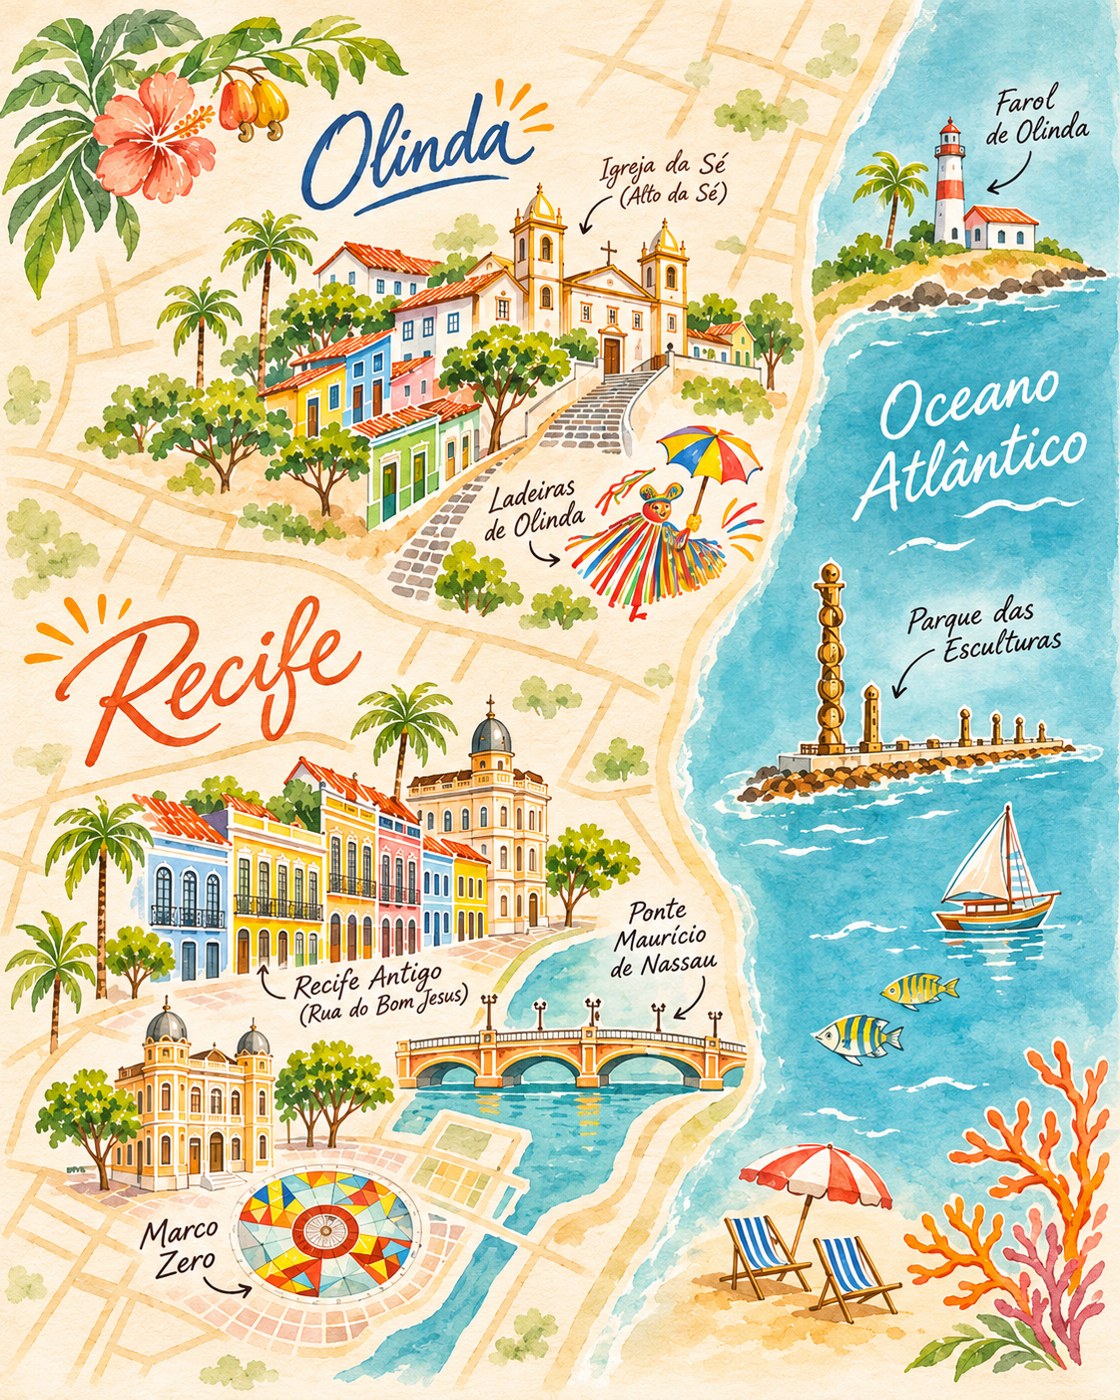 Olinda
Igreja da Sé
(Alto da Sé)
Farol
de Olinda
Oceano
Atlântico
Ladeiras
de Olinda
Recife
Parque das
Esculturas
Ponte
Maurício
de Nassau
Recife Antigo
(Rua do Bom Jesus)
Marco
Zero